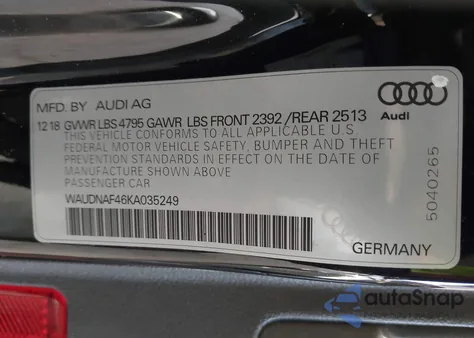 MFD. BY AUDI AG
12 18 GVWR LBS 4795 GAWR LBS FRONT 2392 /REAR 2513
THIS VEHICLE CONFORMS TO ALL APPLICABLE U.S
FEDERAL MOTOR VEHICLE SAFETY, BUMPER AND THEFT
PREVENTION STANDARDS IN EFFECT ON THE DATE OF
MANUFACTURE SHOWN ABOVE
PASSENGER CAR
WAUDNAF46KA035249
Audi
5040265
GERMANY
autoSnap